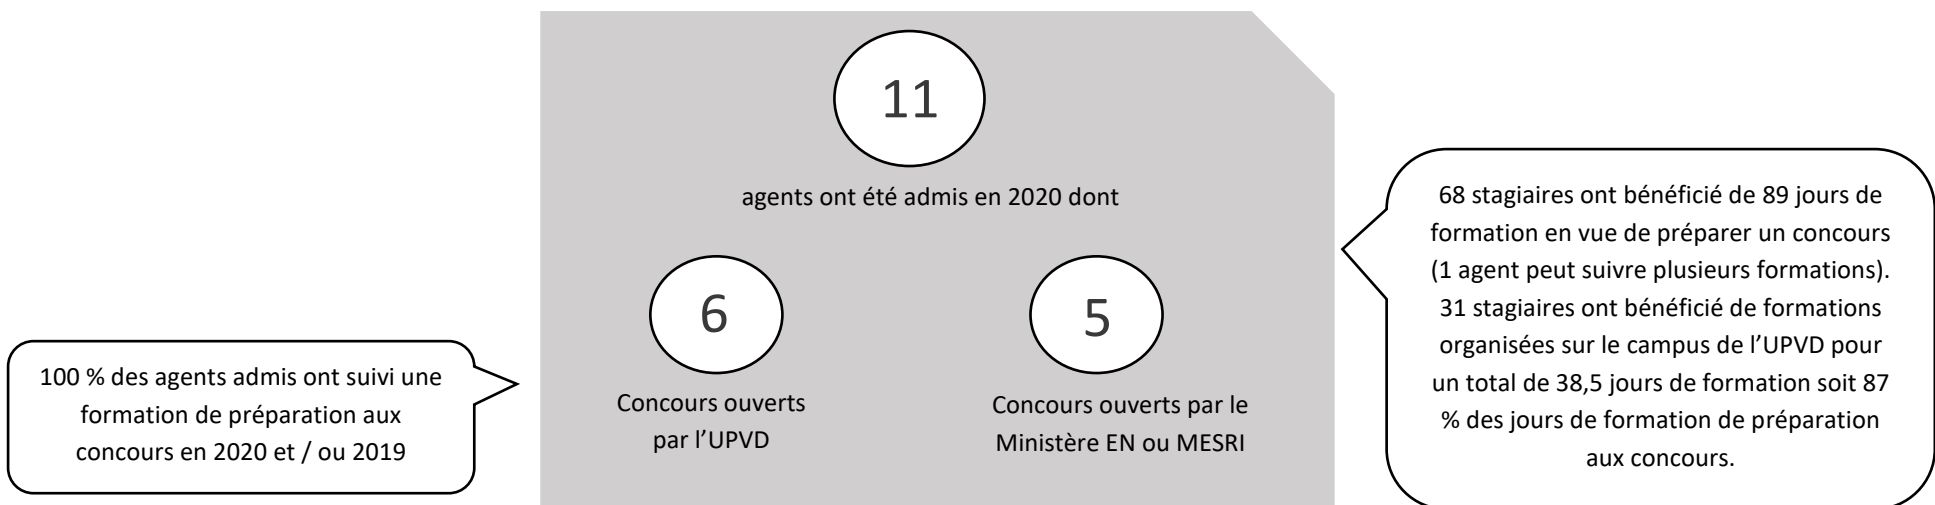 11
agents ont été admis en 2020 dont
6
Concours ouverts
par l’UPVD
5
Concours ouverts par le
Ministère EN ou MESRI
100 % des agents admis ont suivi une
formation de préparation aux
concours en 2020 et / ou 2019
68 stagiaires ont bénéficié de 89 jours de
formation en vue de préparer un concours
(1 agent peut suivre plusieurs formations).
31 stagiaires ont bénéficié de formations
organisées sur le campus de l’UPVD pour
un total de 38,5 jours de formation soit 87
% des jours de formation de préparation
aux concours.